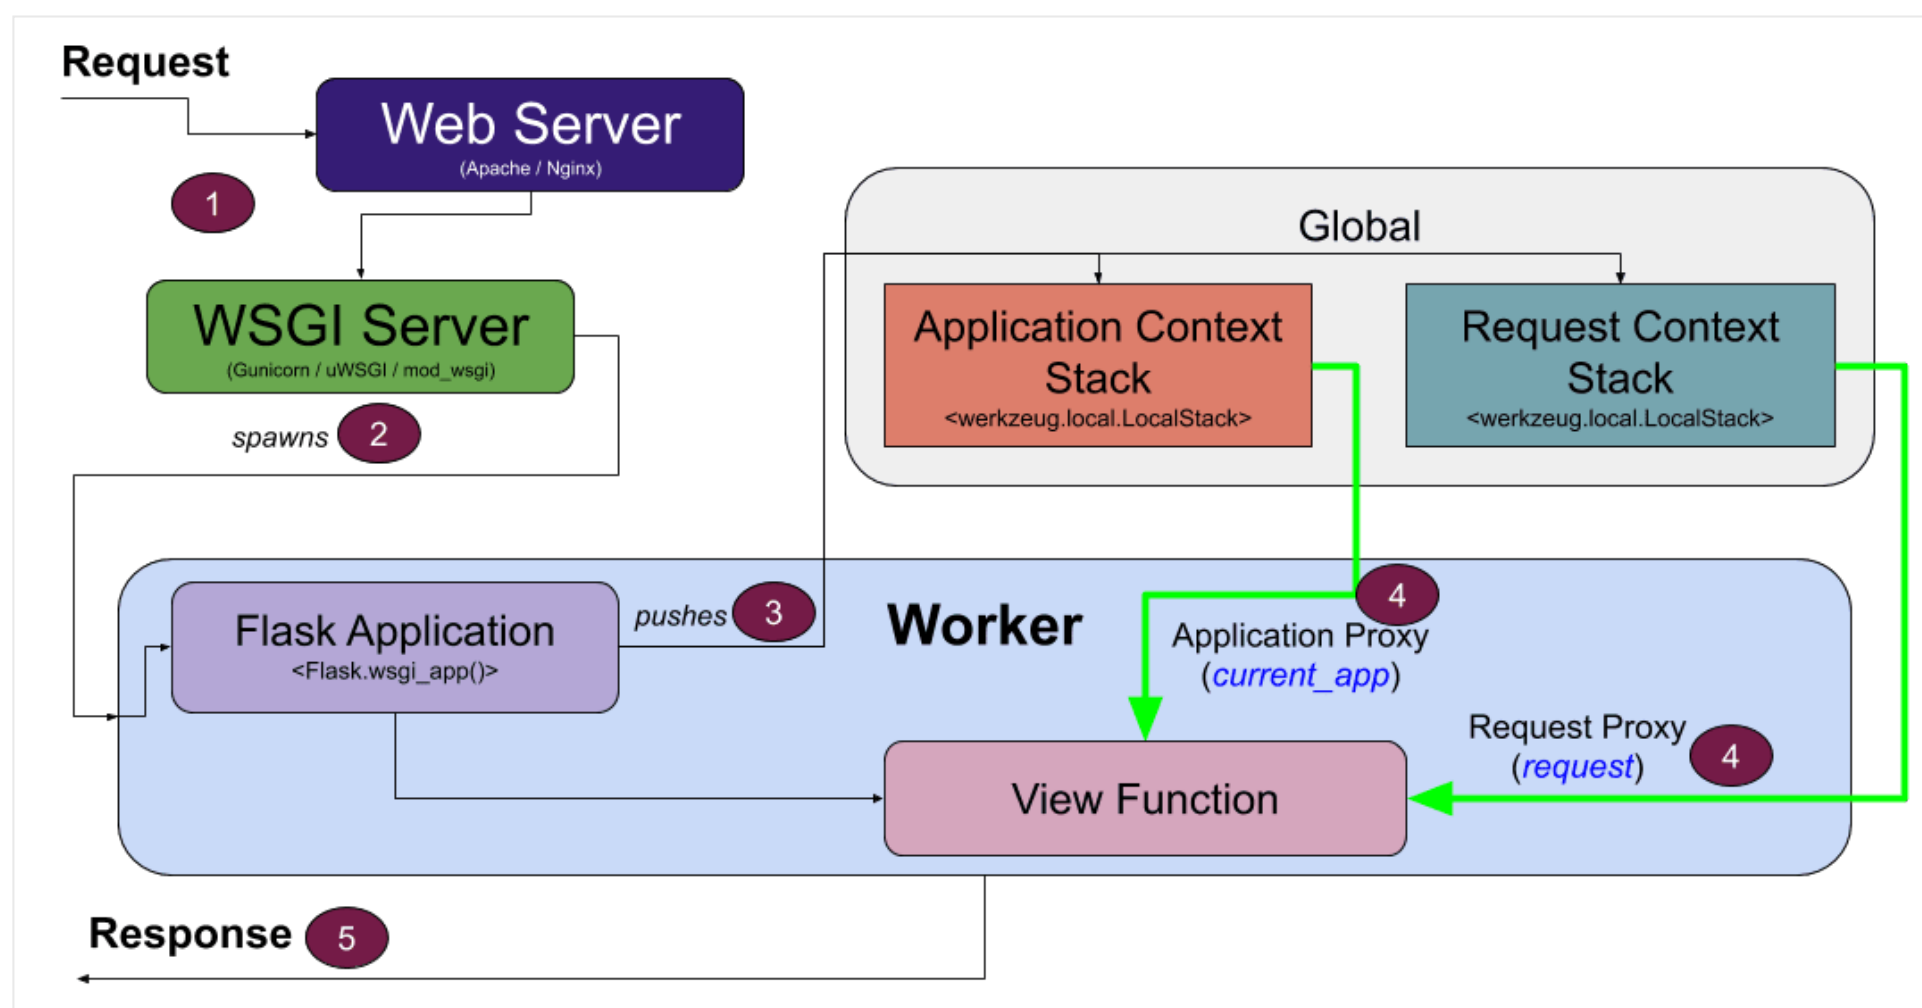 Request
Web Server
(Apache / Nginx)
1
Global
WSGI Server
(Gunicorn / uWSGI / mod_wsgi)
Application Context
Stack
<werkzeug.local.LocalStack>
Request Context
Stack
<werkzeug.local.LocalStack>
spawns
2
Flask Application
<Flask.wsgi_app()>
pushes
3
Worker
4
Application Proxy
(current_app)
Request Proxy
(request)
4
View Function
Response
5